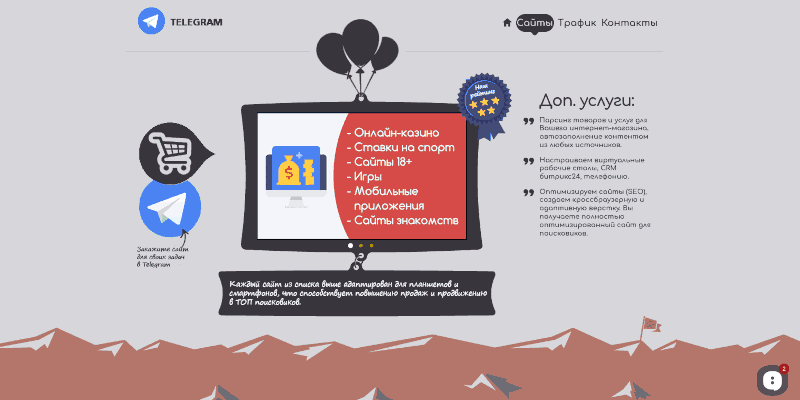 TELEGRAM
Сайты Трафик Контакты
Наш
рейтинг
Доп. услуги:
Парсинг товаров и услуг для
Вашего интернет-магазина,
автозаполнение контентом
из любых источников.
Настраиваем виртуальные
рабочие столы, CRM
битрикс24, телефонию.
Оптимизируем сайты (SEO),
создаем кроссбраузерную и
адаптивную верстку. Вы
получаете полностью
оптимизированный сайт для
поисковиков.
- Онлайн-казино
- Ставки на спорт
- Сайты 18+
- Игры
- Мобильные
приложения
- Сайты знакомств
Закажите сайт
для своих задач
в Telegram
Каждый сайт из списка выше адаптирован для планшетов и
смартфонов, что способствует повышению продаж и продвижению
в ТОП поисковиков.
2